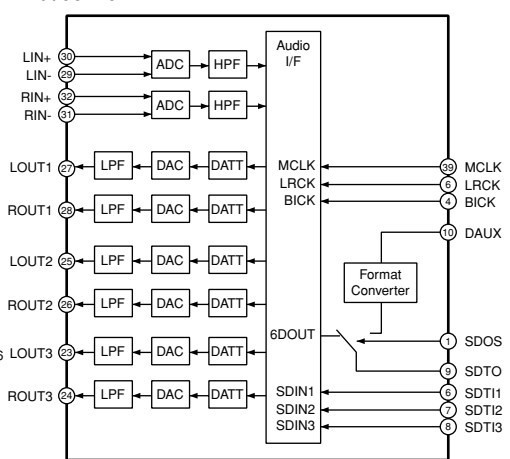 Audio
I/F
LIN+ 30
LIN- 29
ADC HPF
RIN+ 32
RIN- 31
ADC HPF
LOUT1 27 LPF DAC DATT
MCLK 39 MCLK
LRCK 6 LRCK
BICK 4 BICK
ROUT1 28 LPF DAC DATT
10 DAUX
LOUT2 25 LPF DAC DATT
Format
Converter
ROUT2 26 LPF DAC DATT
6DOUT
1 SDOS
6 LOUT3 23 LPF DAC DATT
9 SDTO
ROUT3 24 LPF DAC DATT
SDIN1 6 SDTI1
SDIN2 7 SDTI2
SDIN3 8 SDTI3